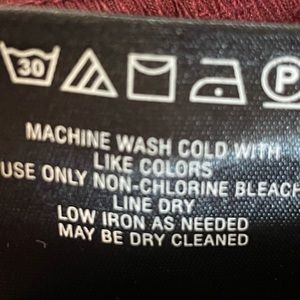 30 P
MACHINE WASH COLD WITH
LIKE COLORS
USE ONLY NON-CHLORINE BLEACH
LINE DRY
LOW IRON AS NEEDED
MAY BE DRY CLEANED